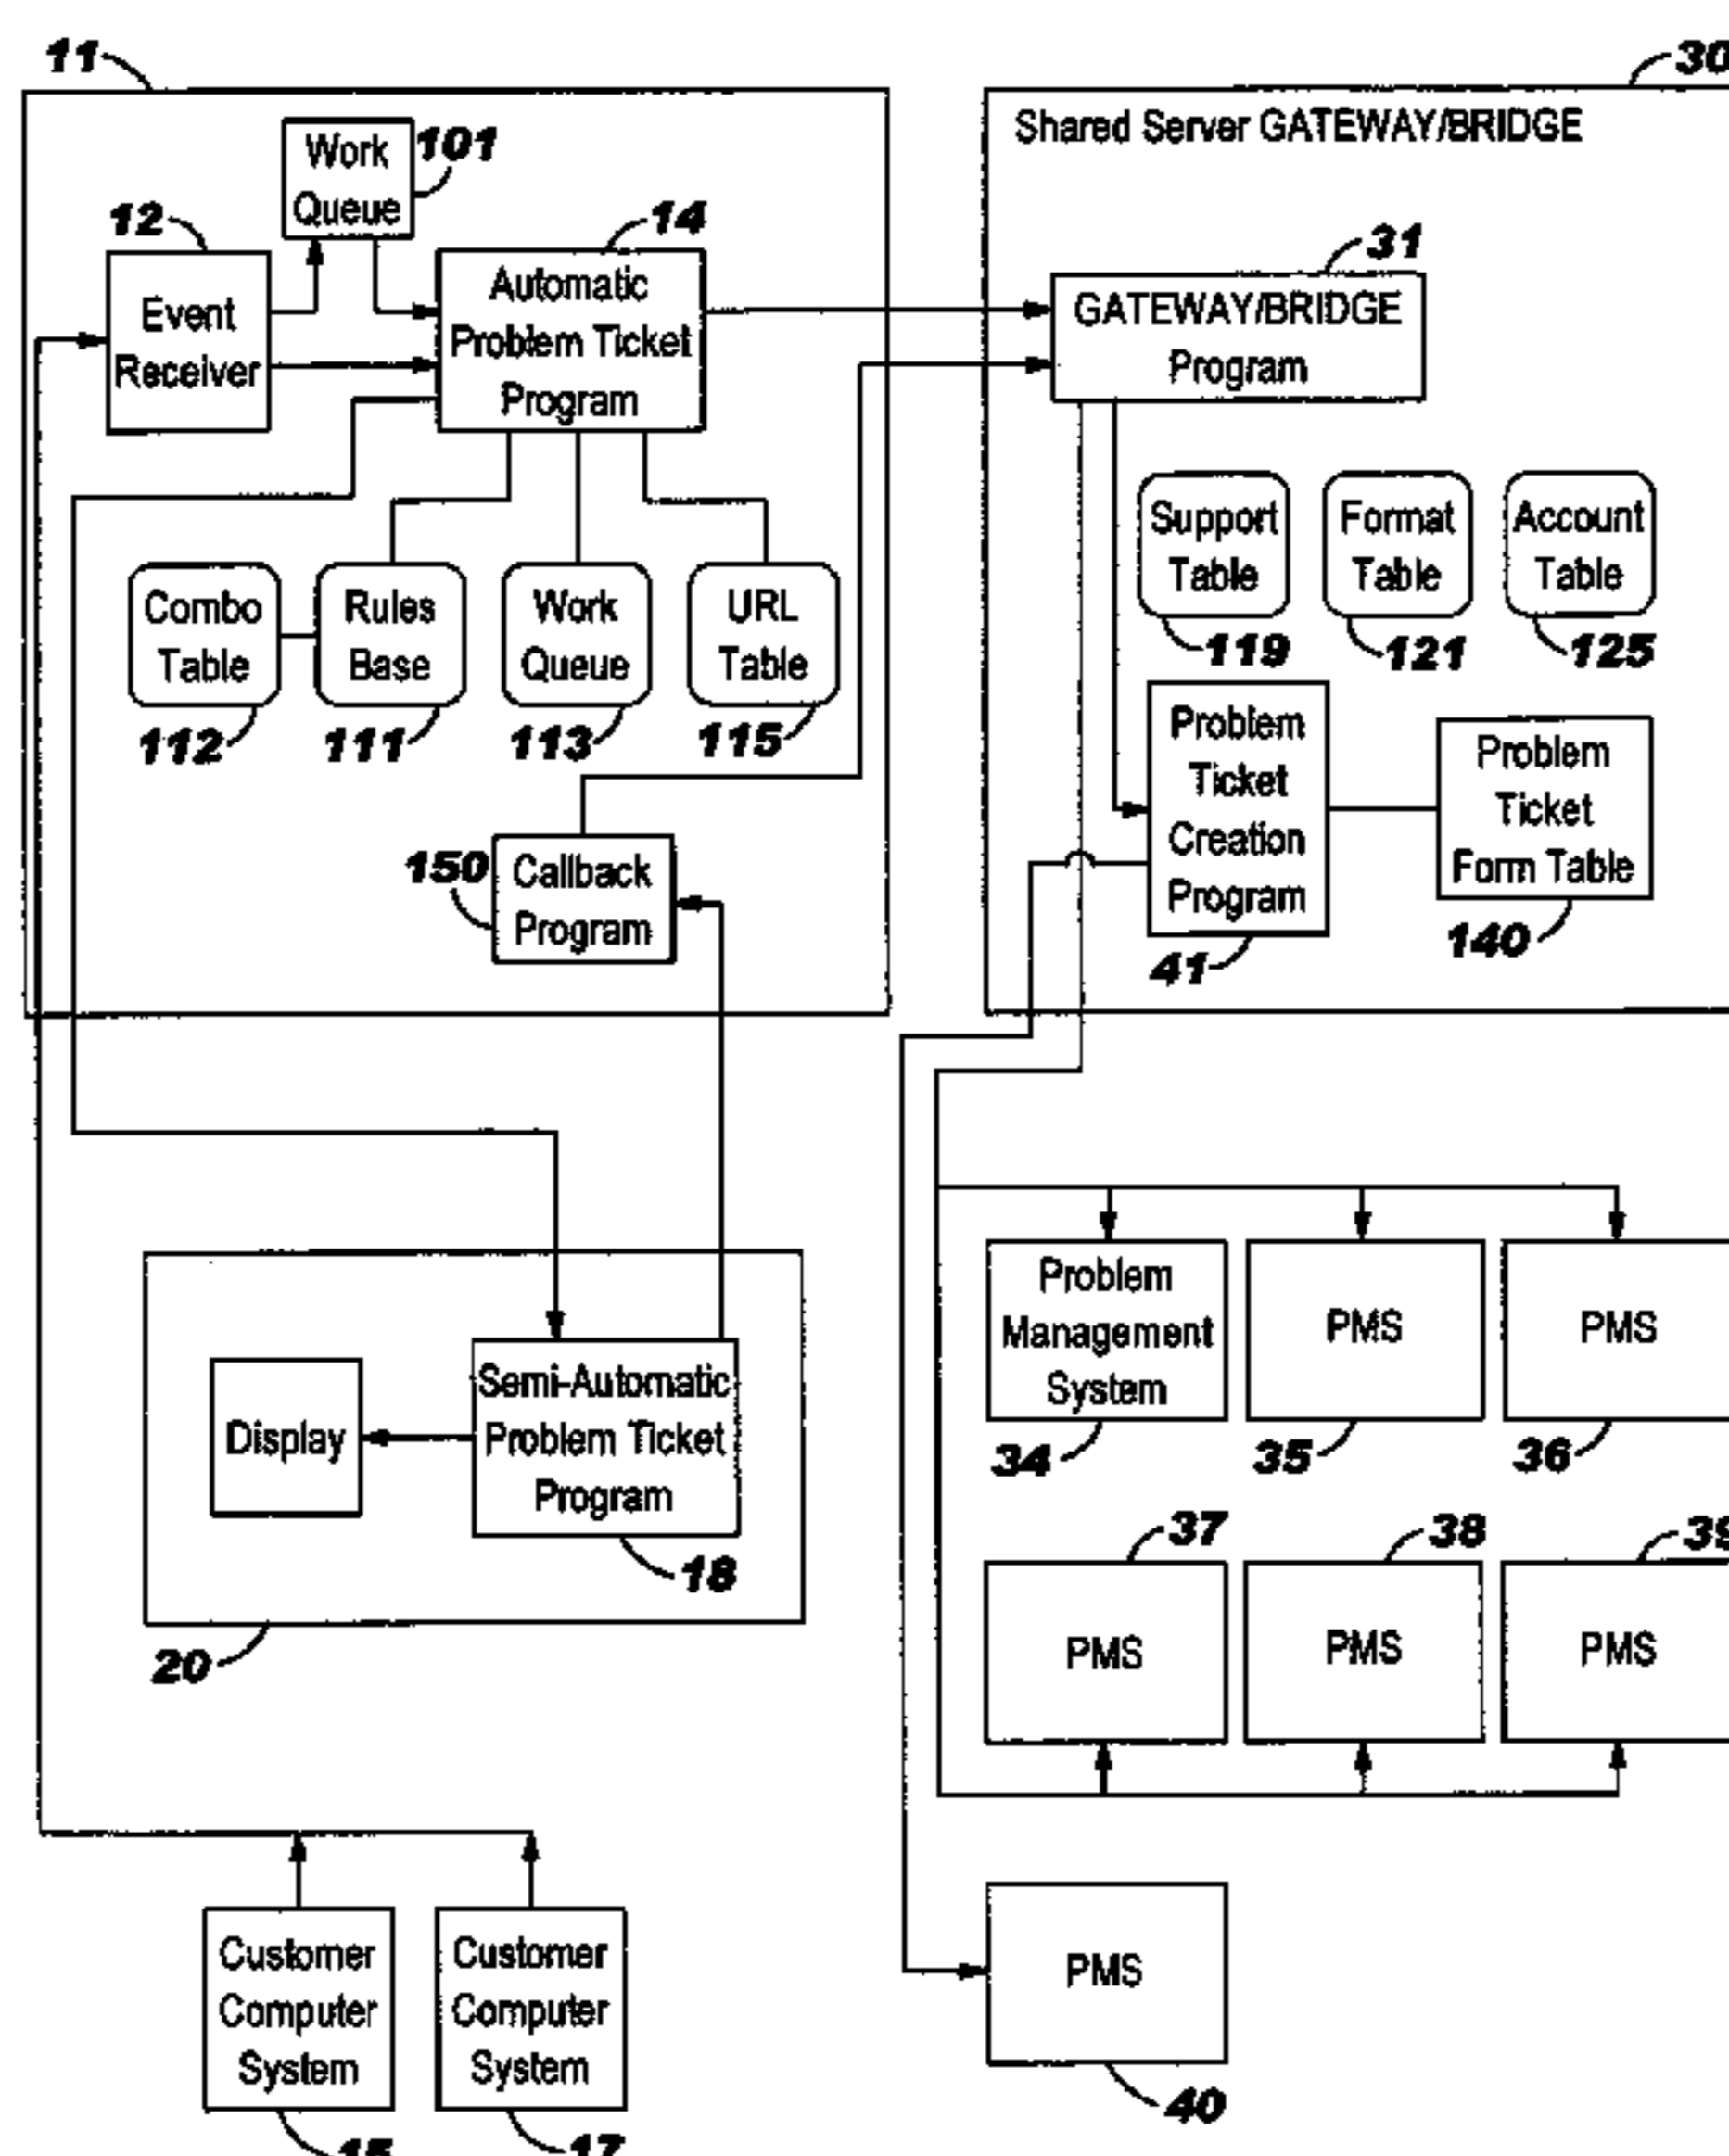 11
30
Shared Server GATEWAY/BRIDGE
Work
Queue
101
12
14
31
Event
Receiver
Automatic
Problem Ticket
Program
GATEWAY/BRIDGE
Program
Combo
Table
112
Rules
Base
111
Work
Queue
113
URL
Table
115
Support
Table
119
Format
Table
121
Account
Table
125
Problem
Ticket
Creation
Program
41
Problem
Ticket
Form Table
140
150
Callback
Program
Display
Semi-Automatic
Problem Ticket
Program
18
20
Problem
Management
System
34
PMS
35
PMS
36
37
PMS
38
PMS
39
PMS
PMS
40
Customer
Computer
System
Customer
Computer
System
17